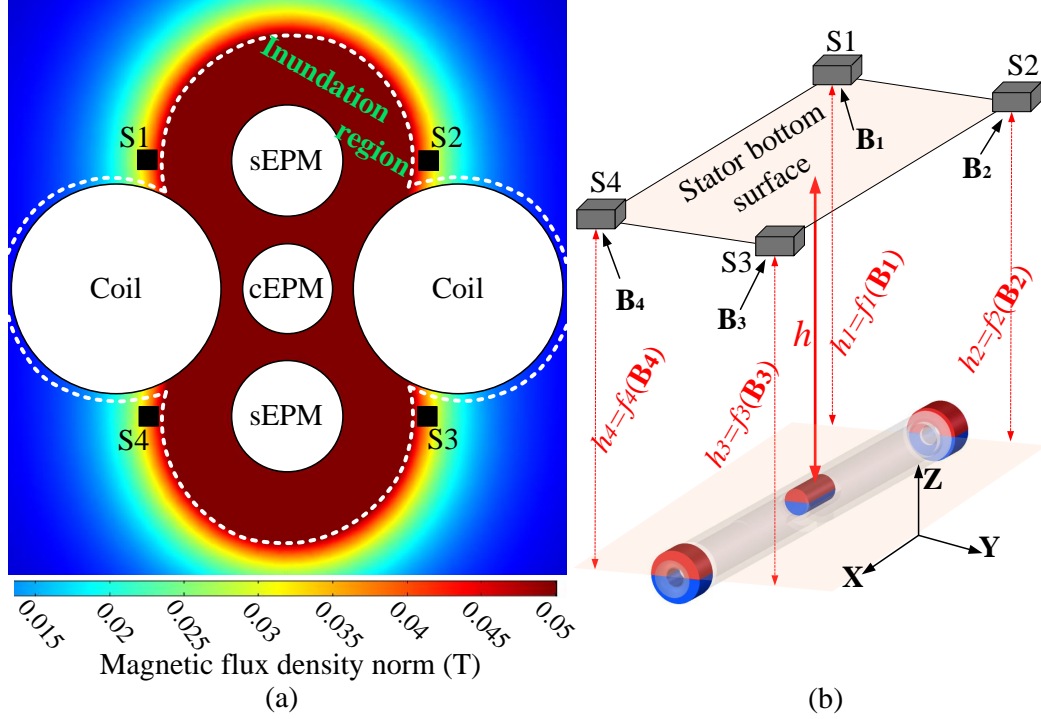 Inundation
region
S1
S2
sEPM
Coil
cEPM
Coil
sEPM
S4
S3
0.015
0.02
0.025
0.03
0.035
0.04
0.045
0.05
Magnetic flux density norm (T)
(a)
S1
S2
B1
B2
Stator bottom
surface
S4
S3
B4
B3
h
h1=f1(B1)
h2=f2(B2)
h3=f3(B3)
h4=f4(B4)
Z
Y
X
(b)